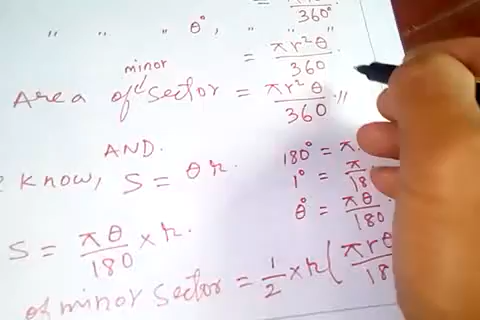 360°
" " " θ°, " " "
= πr²θ/360.
Area of minor sector = πr²θ/360.//
AND.
know, S = θr.
180° = π
1° = π/18
θ° = πθ/180
S = πθ/180 × r.
of minor sector = 1/2 × r(πrθ/18